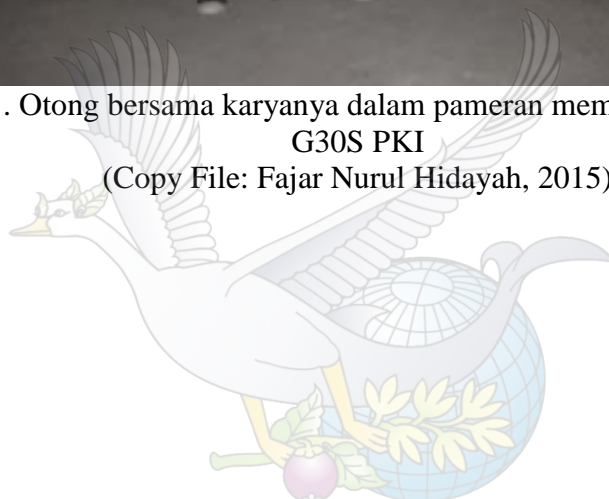 . Otong bersama karyanya dalam pameran mem
G30S PKI
(Copy File: Fajar Nurul Hidayah, 2015)